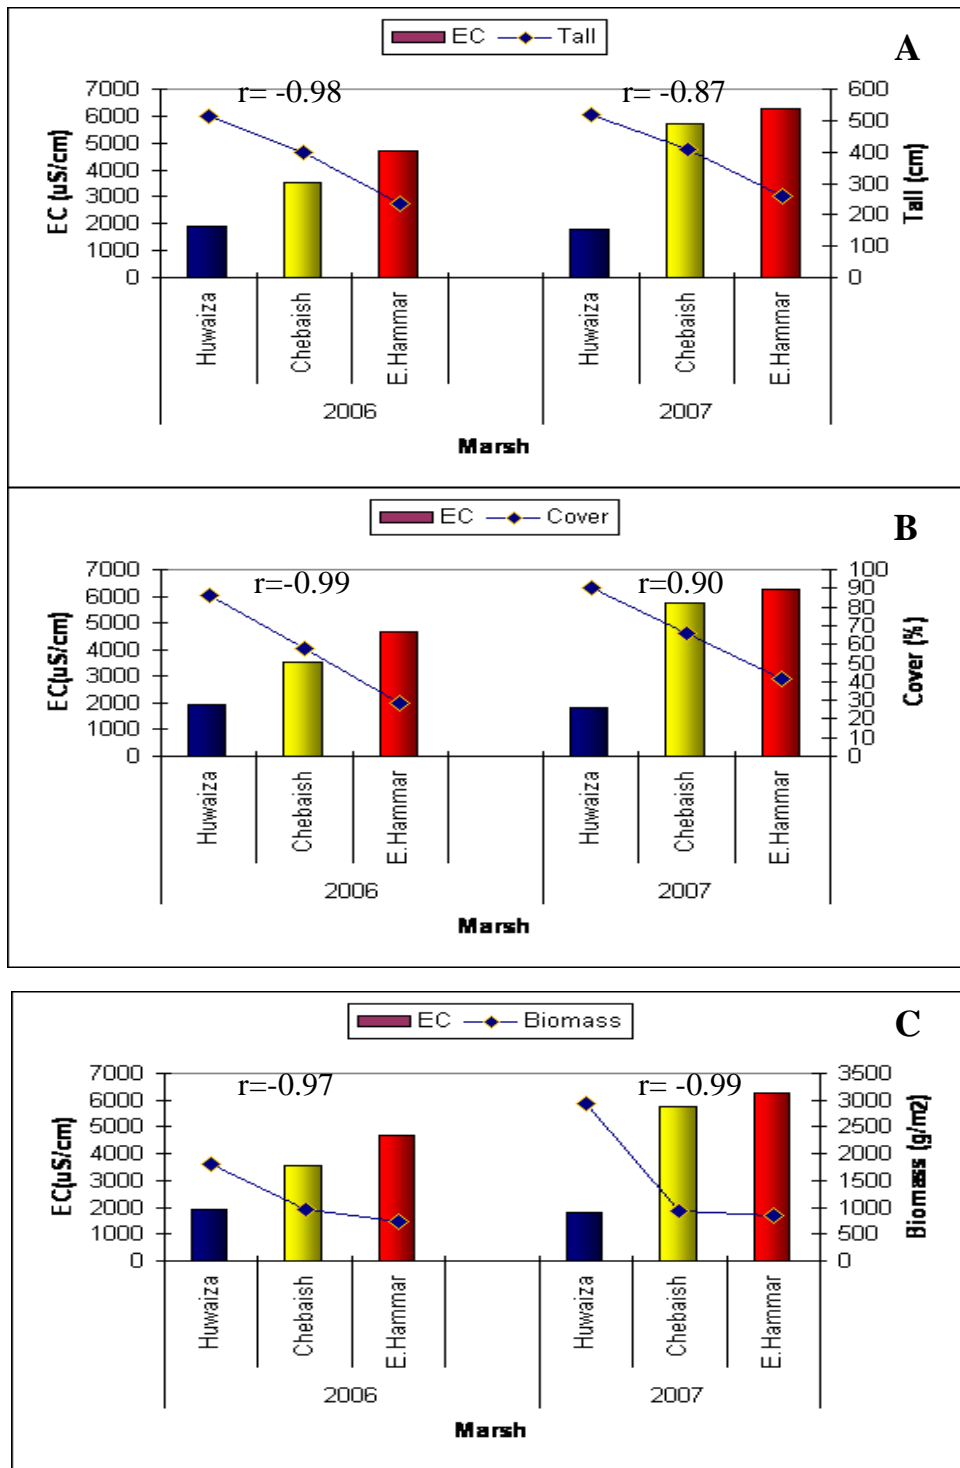 EC Tall
A
r= -0.98 r= -0.87
7000 600
6000 500
5000 400
4000 300
3000 200
2000 100
1000 0
0
EC (µS/cm)
Tall (cm)
Huwaiza Chebaish E.Hammar Huwaiza Chebaish E.Hammar
2006 2007
Marsh
EC Cover
B
r=-0.99 r=0.90
7000 100
6000 90
5000 80
4000 70
3000 60
2000 50
1000 40
0 30
20
10
0
EC(µS/cm)
Cover (%)
Huwaiza Chebaish E.Hammar Huwaiza Chebaish E.Hammar
2006 2007
Marsh
EC Biomass
C
r=-0.97 r= -0.99
7000 3500
6000 3000
5000 2500
4000 2000
3000 1500
2000 1000
1000 500
0 0
EC(µS/cm)
Biomass (g/m2)
Huwaiza Chebaish E.Hammar Huwaiza Chebaish E.Hammar
2006 2007
Marsh